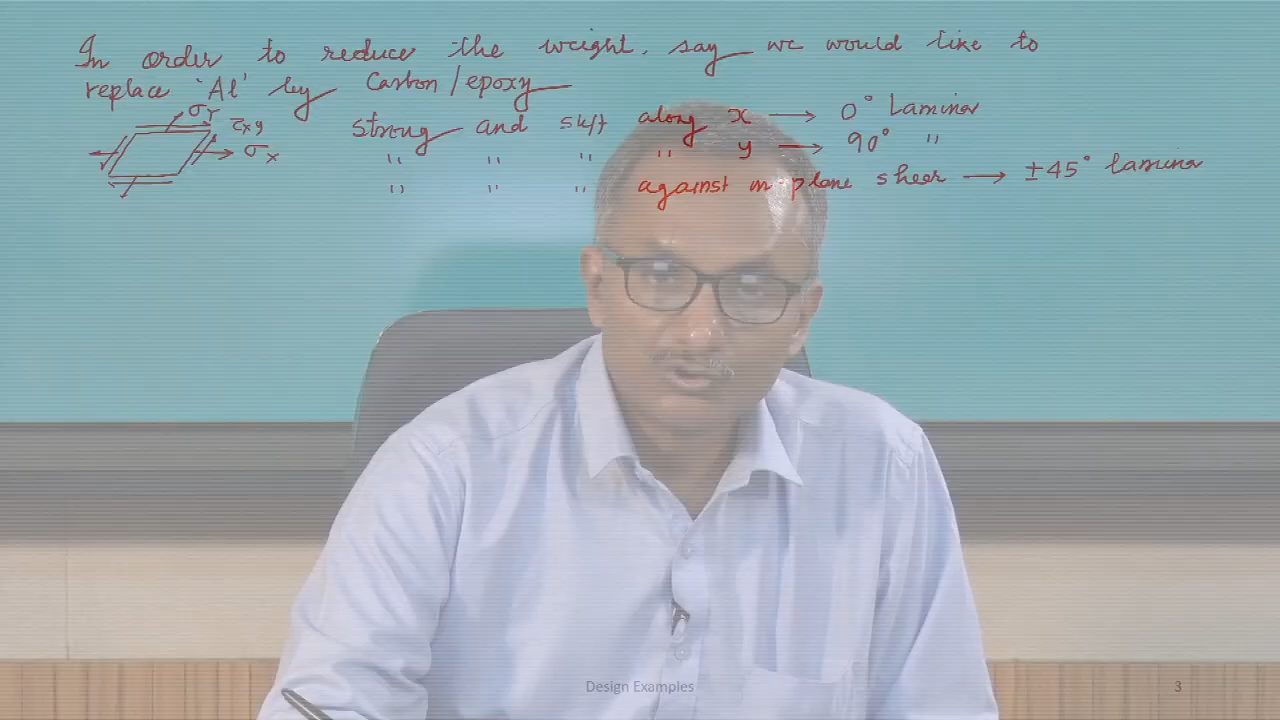 In order to reduce the weight, say we would like to
replace 'Al' by Carbon/epoxy
σy τxy σx
strong and stiff along x → 0° Lamina
" " " " y → 90° "
" " " against in-plane shear → ±45° lamina
Design Examples 3